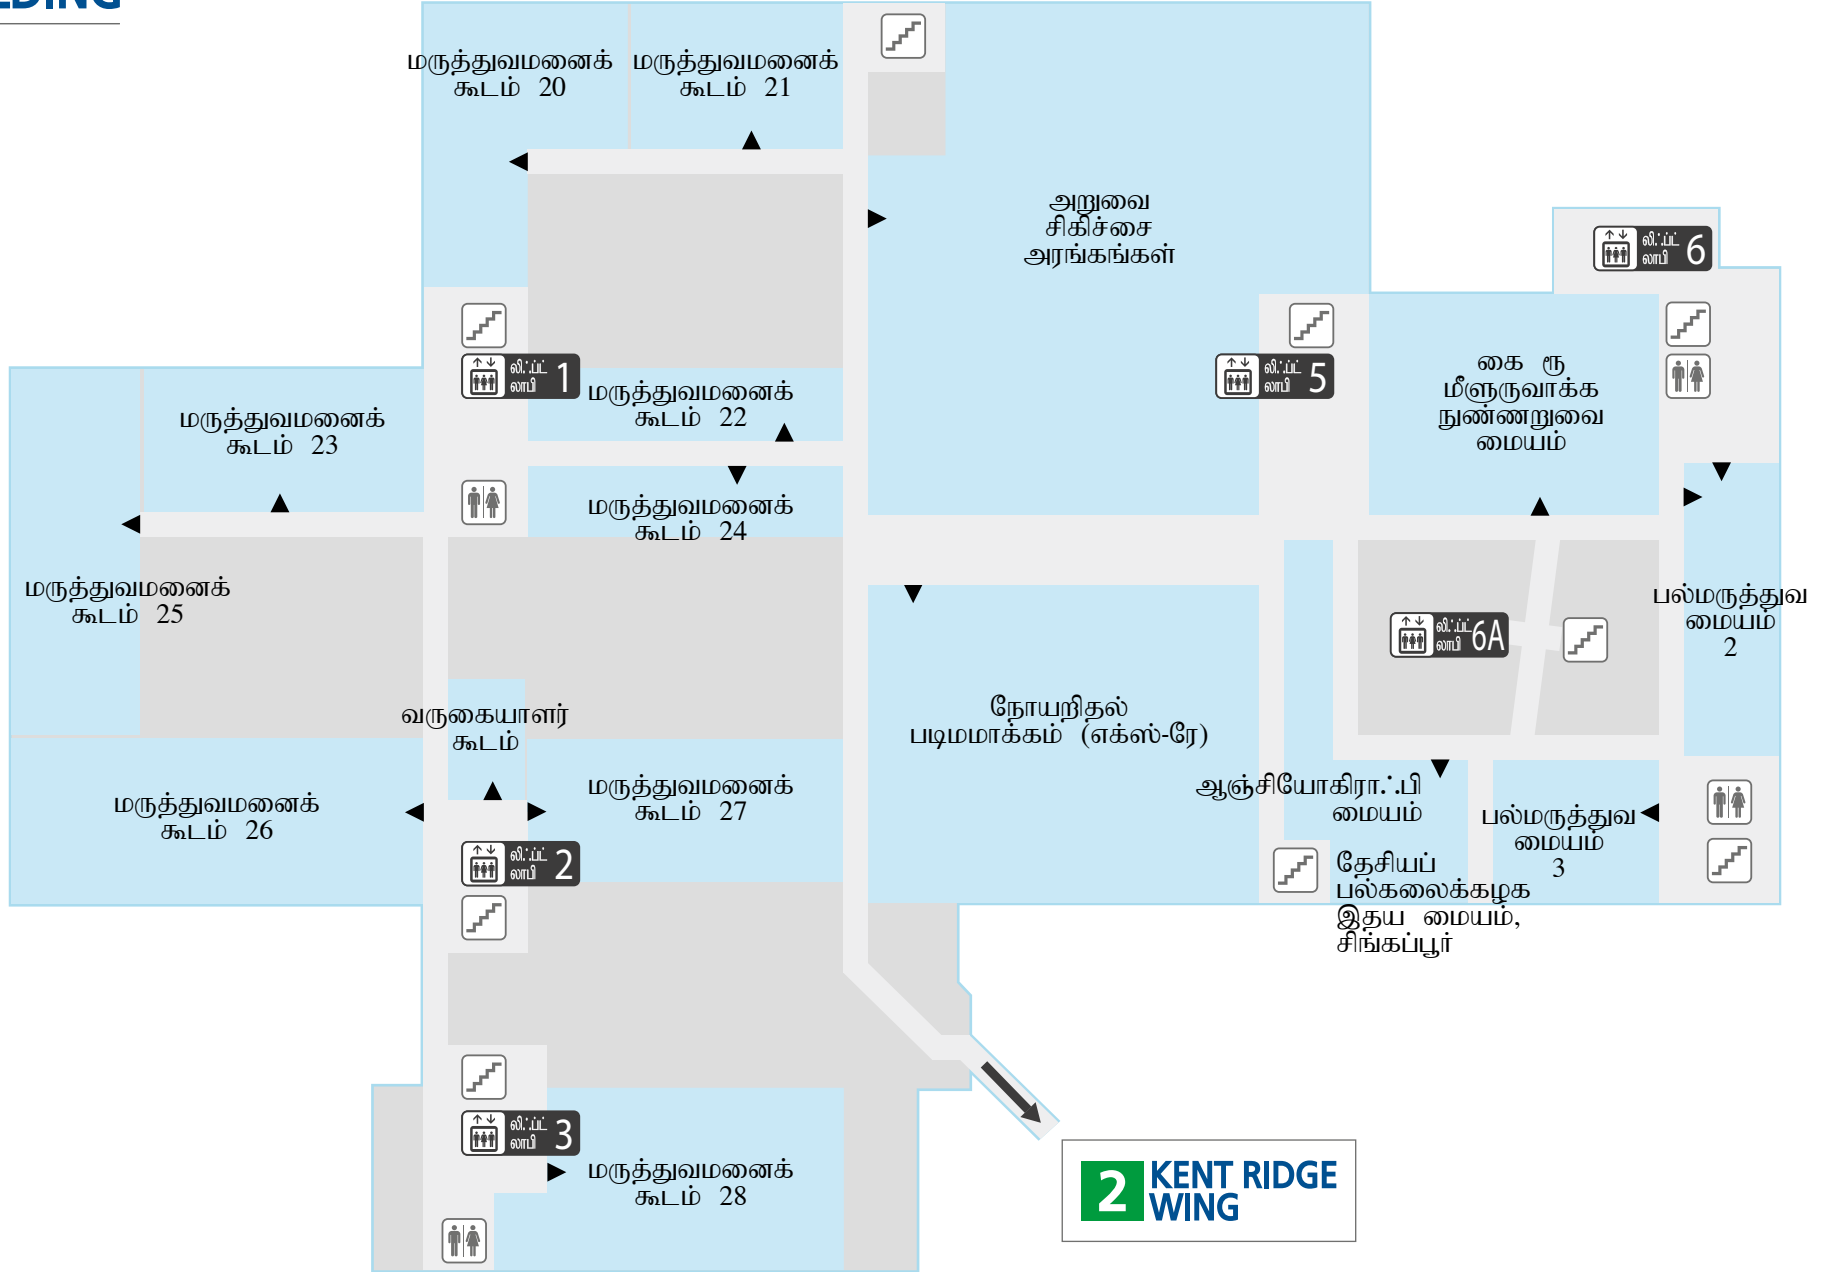 மருத்துவமனைக்
கூடம் 20
மருத்துவமனைக்
கூடம் 21
அறுவை
சிகிச்சை
அரங்கங்கள்
லிஃப்ட்
லாபி 6
லிஃப்ட்
லாபி 1
மருத்துவமனைக்
கூடம் 22
லிஃப்ட்
லாபி 5
கை ரூ
மீளுருவாக்க
நுண்ணறுவை
மையம்
மருத்துவமனைக்
கூடம் 23
மருத்துவமனைக்
கூடம் 24
மருத்துவமனைக்
கூடம் 25
லிஃப்ட்
லாபி 6A
பல்மருத்துவ
மையம்
2
வருகையாளர்
கூடம்
நோயறிதல்
படிமமாக்கம் (எக்ஸ்-ரே)
மருத்துவமனைக்
கூடம் 26
மருத்துவமனைக்
கூடம் 27
ஆஞ்சியோகிராஃபி
மையம்
பல்மருத்துவ
மையம்
3
லிஃப்ட்
லாபி 2
தேசியப்
பல்கலைக்கழக
இதய மையம்,
சிங்கப்பூர்
லிஃப்ட்
லாபி 3
மருத்துவமனைக்
கூடம் 28
2 KENT RIDGE
WING